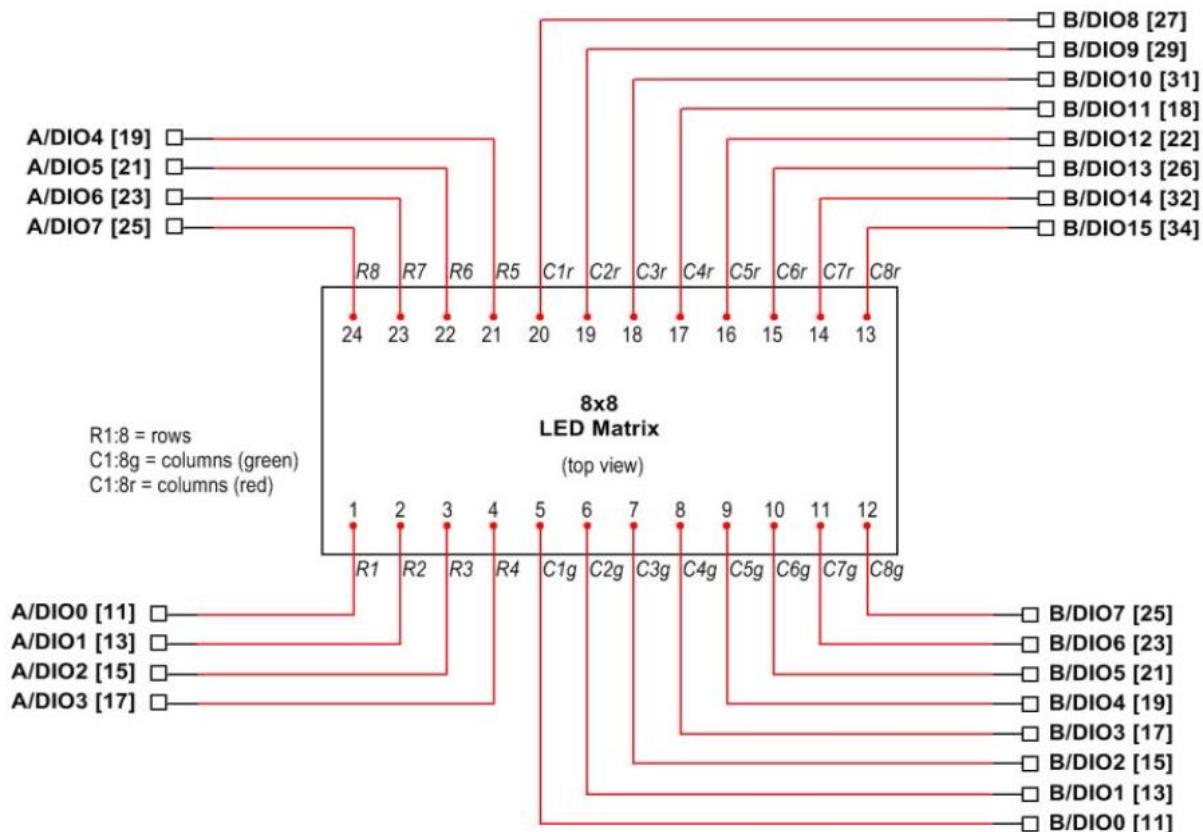 B/DIO8 [27]
B/DIO9 [29]
B/DIO10 [31]
B/DIO11 [18]
B/DIO12 [22]
B/DIO13 [26]
B/DIO14 [32]
B/DIO15 [34]
A/DIO4 [19]
A/DIO5 [21]
A/DIO6 [23]
A/DIO7 [25]
R8 R7 R6 R5 C1r C2r C3r C4r C5r C6r C7r C8r
24 23 22 21 20 19 18 17 16 15 14 13
8x8
LED Matrix
(top view)
R1:8 = rows
C1:8g = columns (green)
C1:8r = columns (red)
1 2 3 4 5 6 7 8 9 10 11 12
R1 R2 R3 R4 C1g C2g C3g C4g C5g C6g C7g C8g
A/DIO0 [11]
A/DIO1 [13]
A/DIO2 [15]
A/DIO3 [17]
B/DIO7 [25]
B/DIO6 [23]
B/DIO5 [21]
B/DIO4 [19]
B/DIO3 [17]
B/DIO2 [15]
B/DIO1 [13]
B/DIO0 [11]